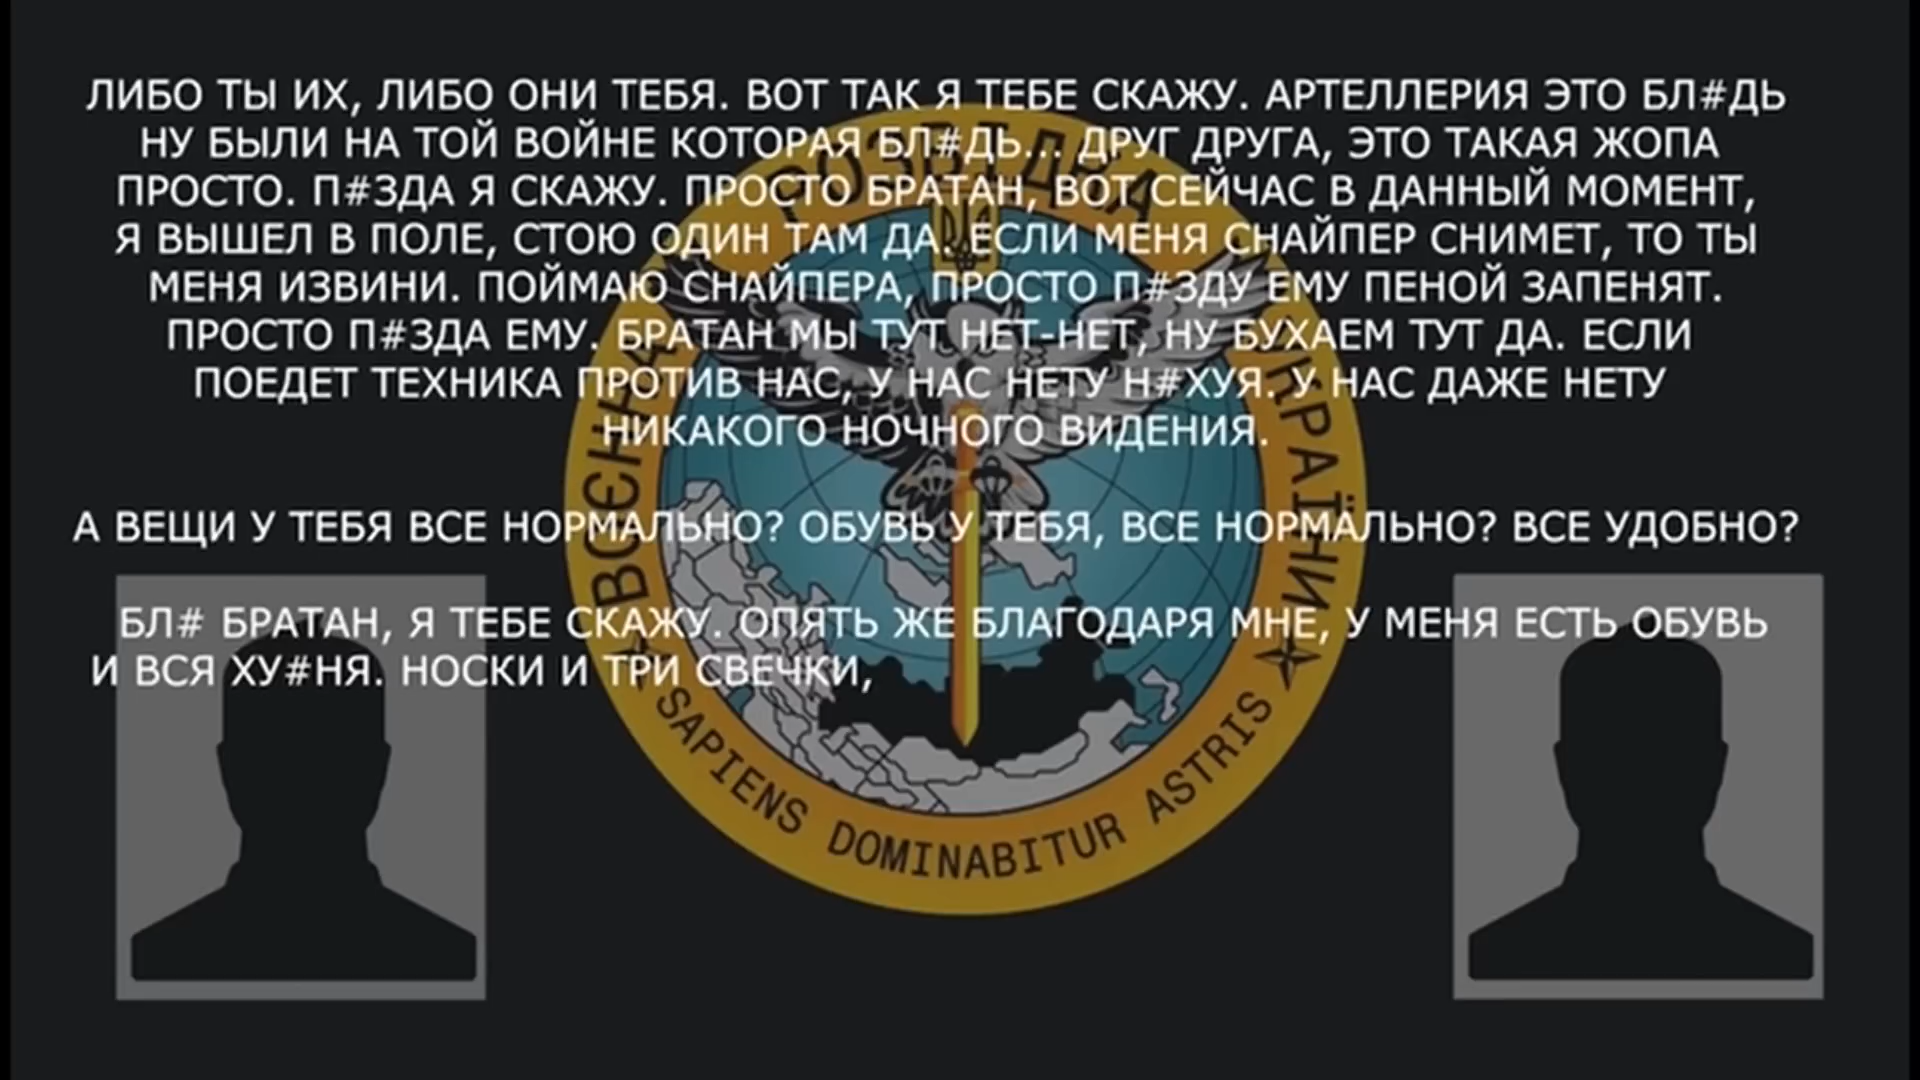 ЛИБО ТЫ ИХ, ЛИБО ОНИ ТЕБЯ. ВОТ ТАК Я ТЕБЕ СКАЖУ. АРТЕЛЛЕРИЯ ЭТО БЛ#ДЬ
НУ БЫЛИ НА ТОЙ ВОЙНЕ КОТОРАЯ БЛ#ДЬ... ДРУГ ДРУГА, ЭТО ТАКАЯ ЖОПА
ПРОСТО. П#ЗДА Я СКАЖУ. ПРОСТО БРАТАН, ВОТ СЕЙЧАС В ДАННЫЙ МОМЕНТ,
Я ВЫШЕЛ В ПОЛЕ, СТОЮ ОДИН ТАМ ДА. ЕСЛИ МЕНЯ СНАЙПЕР СНИМЕТ, ТО ТЫ
МЕНЯ ИЗВИНИ. ПОЙМАЮ СНАЙПЕРА, ПРОСТО П#ЗДУ ЕМУ ПЕНОЙ ЗАПЕНЯТ.
ПРОСТО П#ЗДА ЕМУ. БРАТАН МЫ ТУТ НЕТ-НЕТ, НУ БУХАЕМ ТУТ ДА. ЕСЛИ
ПОЕДЕТ ТЕХНИКА ПРОТИВ НАС, У НАС НЕТУ Н#ХУЯ. У НАС ДАЖЕ НЕТУ
НИКАКОГО НОЧНОГО ВИДЕНИЯ.
А ВЕЩИ У ТЕБЯ ВСЕ НОРМАЛЬНО? ОБУВЬ У ТЕБЯ, ВСЕ НОРМАЛЬНО? ВСЕ УДОБНО?
БЛ# БРАТАН, Я ТЕБЕ СКАЖУ. ОПЯТЬ ЖЕ БЛАГОДАРЯ МНЕ, У МЕНЯ ЕСТЬ ОБУВЬ
И ВСЯ ХУ#НЯ. НОСКИ И ТРИ СВЕЧКИ,
ВОЄННА РОЗВІДКА УКРАЇНИ
SAPIENS DOMINABITUR ASTRIS